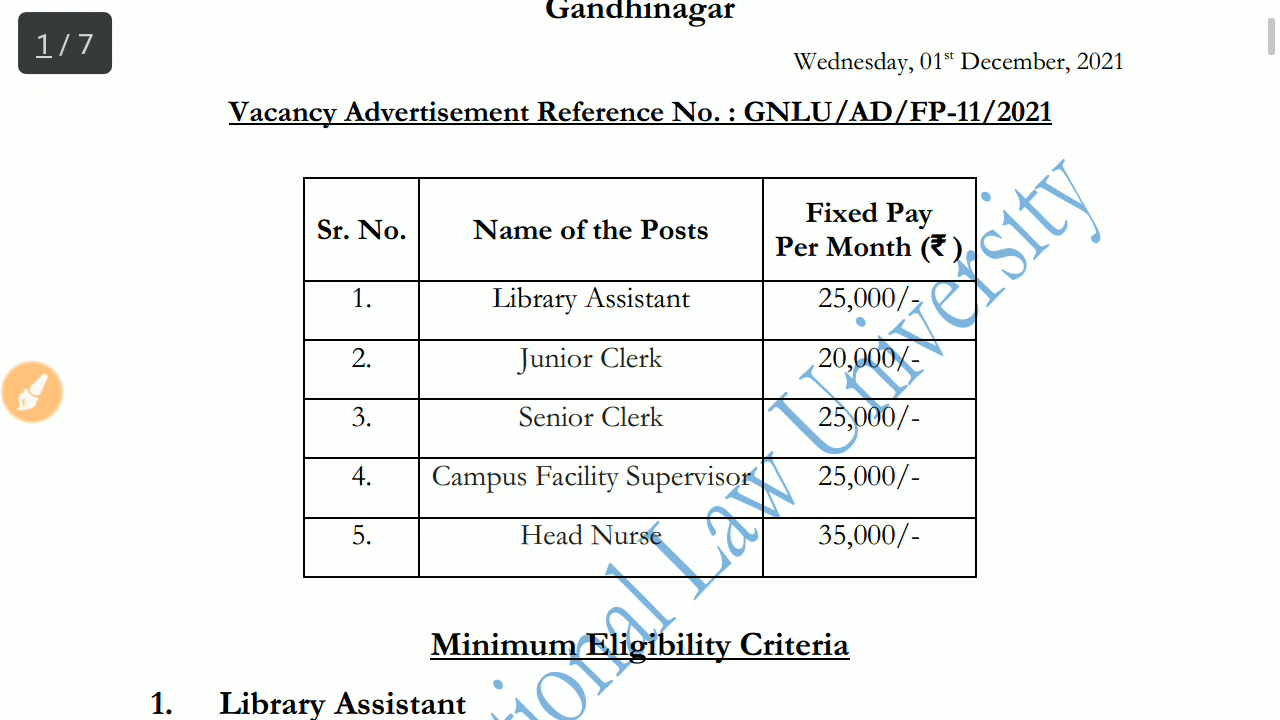 Gandhinagar
1 / 7
Wednesday, 01st December, 2021
Vacancy Advertisement Reference No. : GNLU/AD/FP-11/2021
Sr. No. Name of the Posts Fixed Pay Per Month (₹ )
1. Library Assistant 25,000/-
2. Junior Clerk 20,000/-
3. Senior Clerk 25,000/-
4. Campus Facility Supervisor 25,000/-
5. Head Nurse 35,000/-
Minimum Eligibility Criteria
1. Library Assistant
Law University